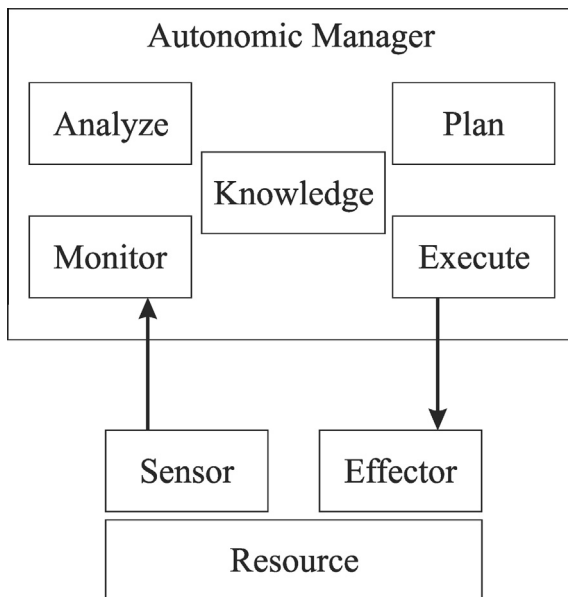 Autonomic Manager
Analyze
Plan
Knowledge
Monitor
Execute
Sensor
Effector
Resource